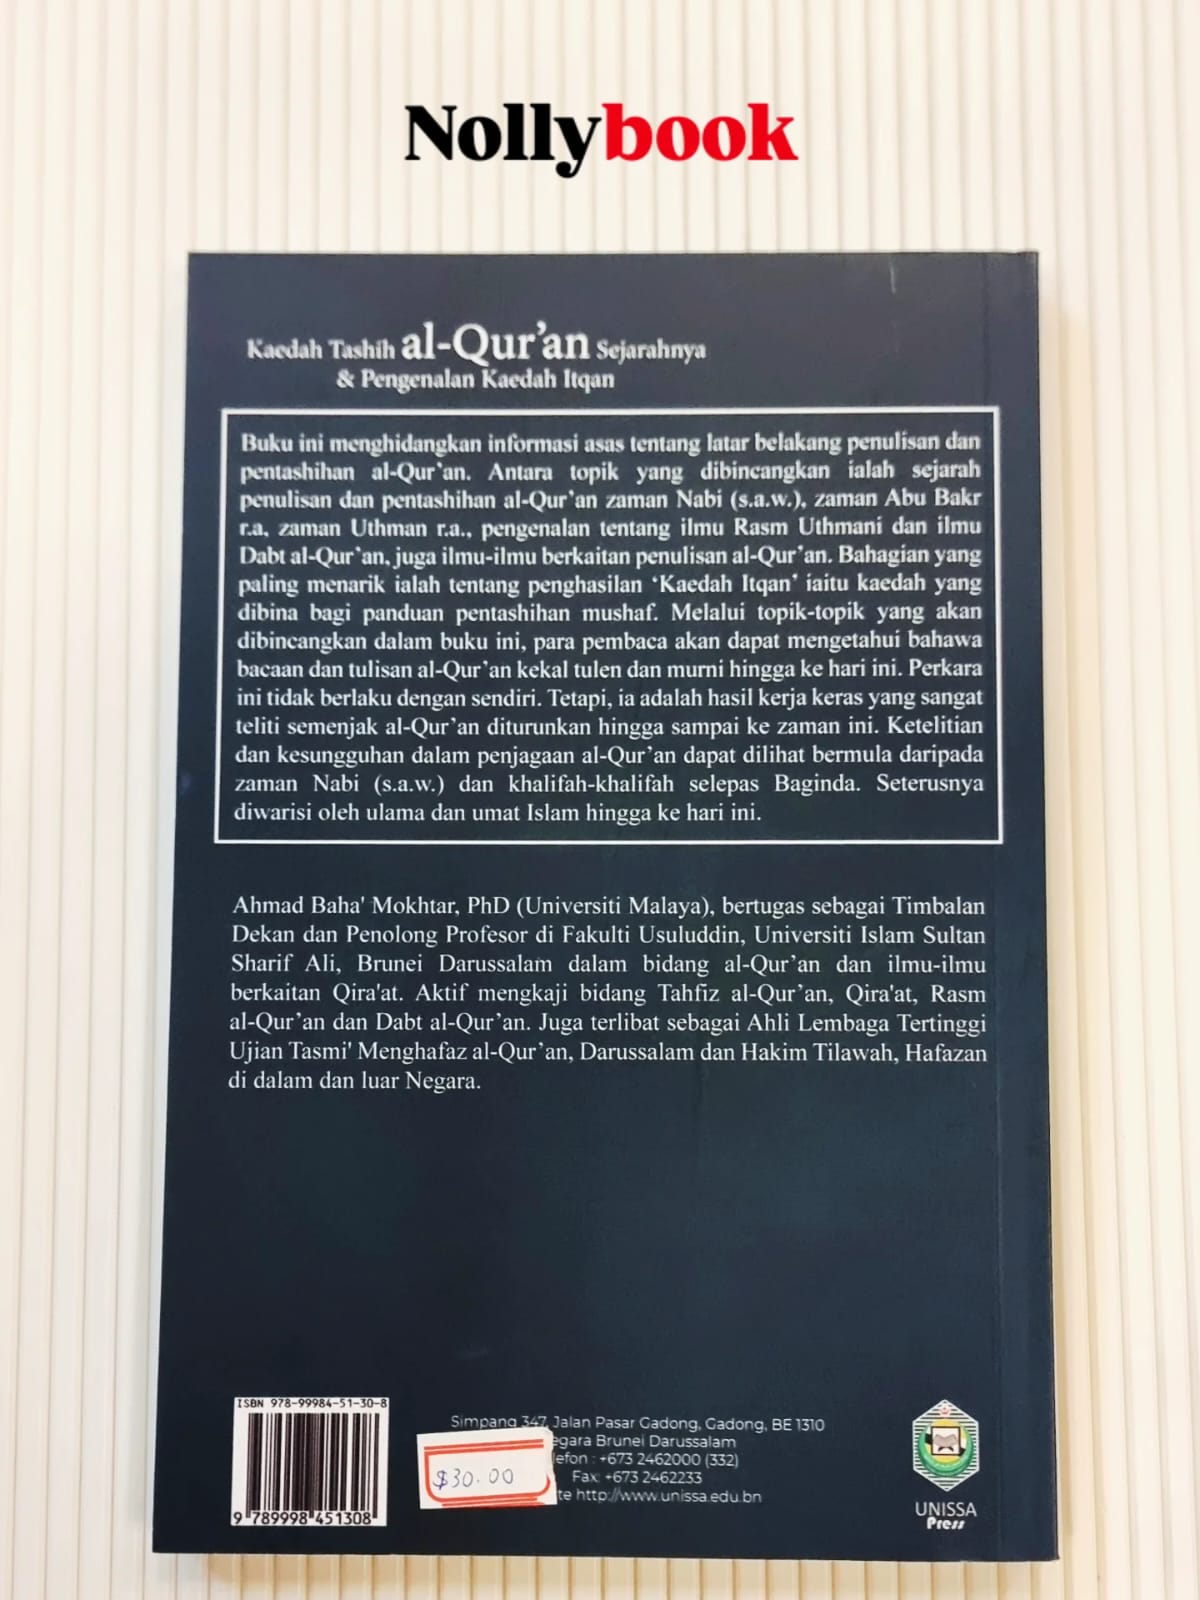 Nollybook
Kaedah Tashih al-Qur’an Sejarahnya
& Pengenalan Kaedah Itqan
Buku ini menghidangkan informasi asas tentang latar belakang penulisan dan
pentashihan al-Qur’an. Antara topik yang dibincangkan ialah sejarah
penulisan dan pentashihan al-Qur’an zaman Nabi (s.a.w.), zaman Abu Bakr
r.a, zaman Uthman r.a., pengenalan tentang ilmu Rasm Uthmani dan ilmu
Dabt al-Qur’an, juga ilmu-ilmu berkaitan penulisan al-Qur’an. Bahagian yang
paling menarik ialah tentang penghasilan ‘Kaedah Itqan’ iaitu kaedah yang
dibina bagi panduan pentashihan mushaf. Melalui topik-topik yang akan
dibincangkan dalam buku ini, para pembaca akan dapat mengetahui bahawa
bacaan dan tulisan al-Qur’an kekal tulen dan murni hingga ke hari ini. Perkara
ini tidak berlaku dengan sendiri. Tetapi, ia adalah hasil kerja keras yang sangat
teliti semenjak al-Qur’an diturunkan hingga sampai ke zaman ini. Ketelitian
dan kesungguhan dalam penjagaan al-Qur’an dapat dilihat bermula daripada
zaman Nabi (s.a.w.) dan khalifah-khalifah selepas Baginda. Seterusnya
diwarisi oleh ulama dan umat Islam hingga ke hari ini.
Ahmad Baha' Mokhtar, PhD (Universiti Malaya), bertugas sebagai Timbalan
Dekan dan Penolong Profesor di Fakulti Usuluddin, Universiti Islam Sultan
Sharif Ali, Brunei Darussalam dalam bidang al-Qur’an dan ilmu-ilmu
berkaitan Qira'at. Aktif mengkaji bidang Tahfiz al-Qur’an, Qira'at, Rasm
al-Qur’an dan Dabt al-Qur’an. Juga terlibat sebagai Ahli Lembaga Tertinggi
Ujian Tasmi' Menghafaz al-Qur’an, Darussalam dan Hakim Tilawah, Hafazan
di dalam dan luar Negara.
ISBN 978-99984-51-30-8
9 789998 451308
Simpang 347, Jalan Pasar Gadong, Gadong, BE 1310
egara Brunei Darussalam
lefon : +673 2462000 (332)
Fax: +673 2462233
te http://www.unissa.edu.bn
$30.00
UNISSA
Press